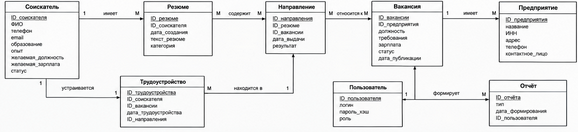 Соискатель
ID_соискателя
ФИО
телефон
email
образование
опыт
желаемая_должность
желаемая_зарплата
статус
1
имеет
М
Резюме
ID_резюме
ID_соискателя
дата_создания
текст_резюме
категория
1
содержит
М
Направление
ID_направления
ID_резюме
ID_вакансии
дата_выдачи
результат
М
относится к
1
Вакансия
ID_вакансии
ID_предприятия
должность
требования
зарплата
статус
дата_публикации
М
имеет
1
Предприятие
ID_предприятия
название
ИНН
адрес
телефон
контактное_лицо
1
устраивается
М
Трудоустройство
ID_трудоустройства
ID_соискателя
ID_вакансии
дата_трудоустройства
ID_направления
М
находится в
1
Пользователь
ID_пользователя
логин
пароль_хэш
роль
1
формирует
М
Отчёт
ID_отчёта
тип
дата_формирования
ID_пользователя